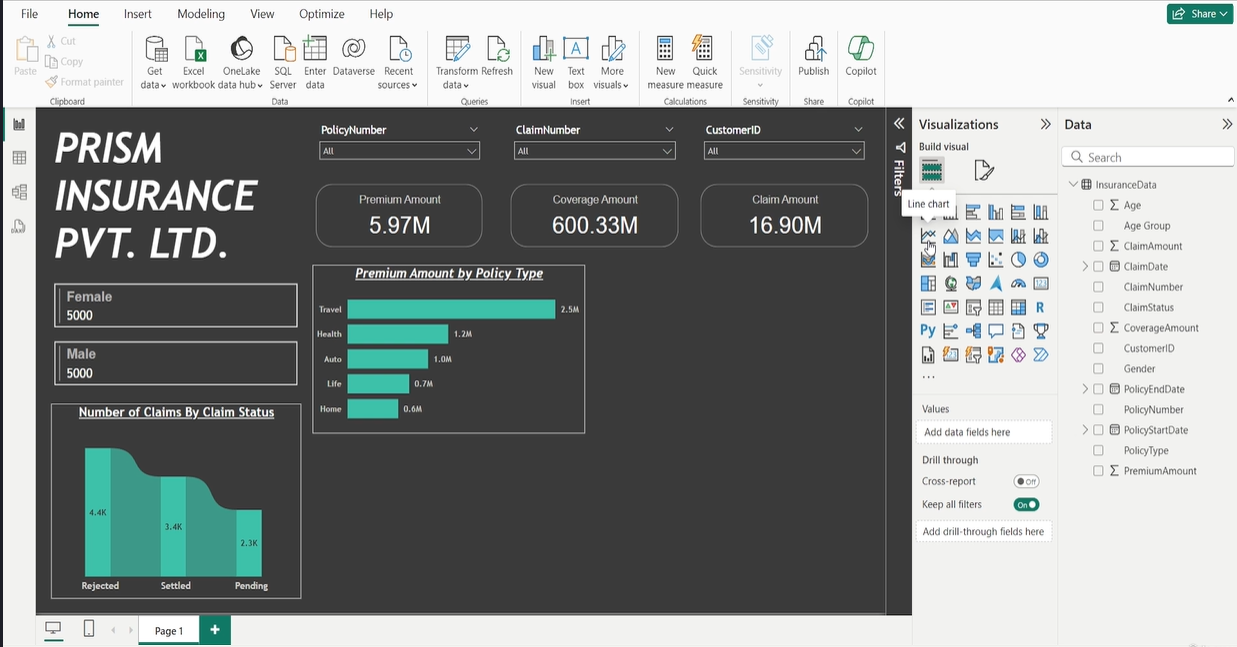 File Home Insert Modeling View Optimize Help
Share
Paste
Cut
Copy
Format painter
Clipboard
Get data
Excel workbook
OneLake data hub
SQL Server
Enter data
Dataverse
Recent sources
Data
Transform data
Refresh
Queries
New visual
Text box
More visuals
Insert
New measure
Quick measure
Calculations
Sensitivity
Sensitivity
Publish
Share
Copilot
Copilot
PRISM
INSURANCE
PVT. LTD.
PolicyNumber
All
ClaimNumber
All
CustomerID
All
Premium Amount
5.97M
Coverage Amount
600.33M
Claim Amount
16.90M
Female
5000
Male
5000
Premium Amount by Policy Type
Travel 2.5M
Health 1.2M
Auto 1.0M
Life 0.7M
Home 0.6M
Number of Claims By Claim Status
4.4K
3.4K
2.3K
Rejected Settled Pending
Filters
Visualizations
Build visual
Line chart
R
Py
123
...
Values
Add data fields here
Drill through
Cross-report
Off
Keep all filters
On
Add drill-through fields here
Data
Search
InsuranceData
Age
Age Group
ClaimAmount
ClaimDate
ClaimNumber
ClaimStatus
CoverageAmount
CustomerID
Gender
PolicyEndDate
PolicyNumber
PolicyStartDate
PolicyType
PremiumAmount
Page 1